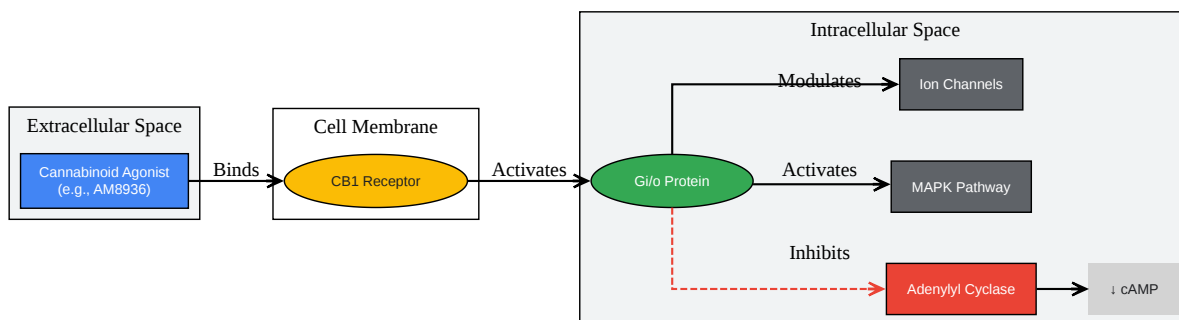 Extracellular Space
Cannabinoid Agonist
(e.g., AM8936)
Binds
Cell Membrane
CB1 Receptor
Activates
Intracellular Space
Gi/o Protein
Modulates
Ion Channels
Activates
MAPK Pathway
Inhibits
Adenylyl Cyclase
↓ cAMP